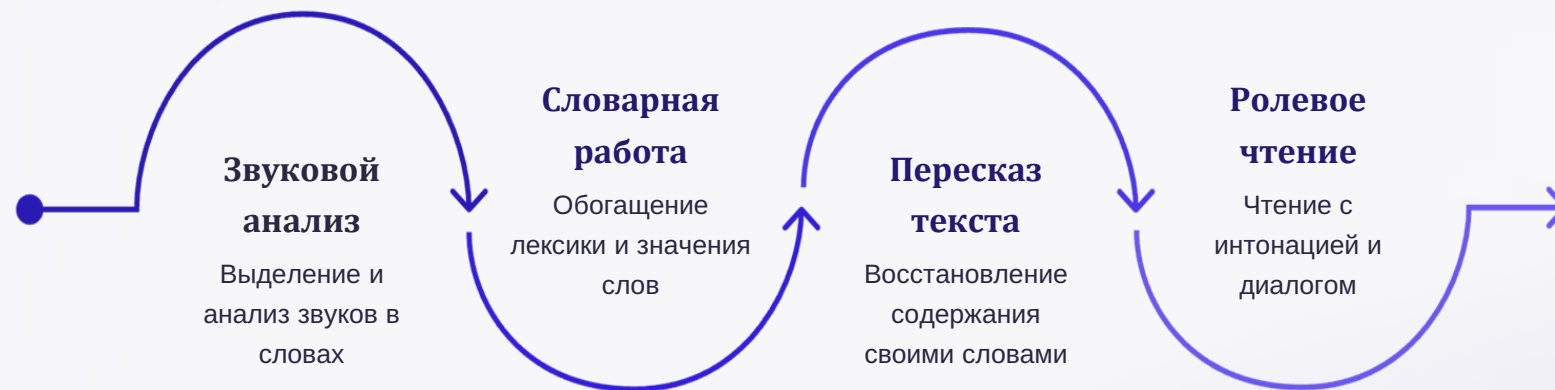 Звуковой
анализ
Выделение и
анализ звуков в
словах
Словарная
работа
Обогащение
лексики и значения
слов
Пересказ
текста
Восстановление
содержания
своими словами
Ролевое
чтение
Чтение с
интонацией и
диалогом